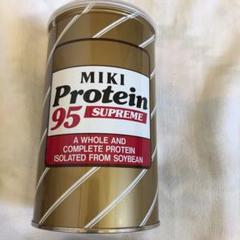 MIKI
Protein
95 SUPREME
A WHOLE AND
COMPLETE PROTEIN
ISOLATED FROM SOYBEAN